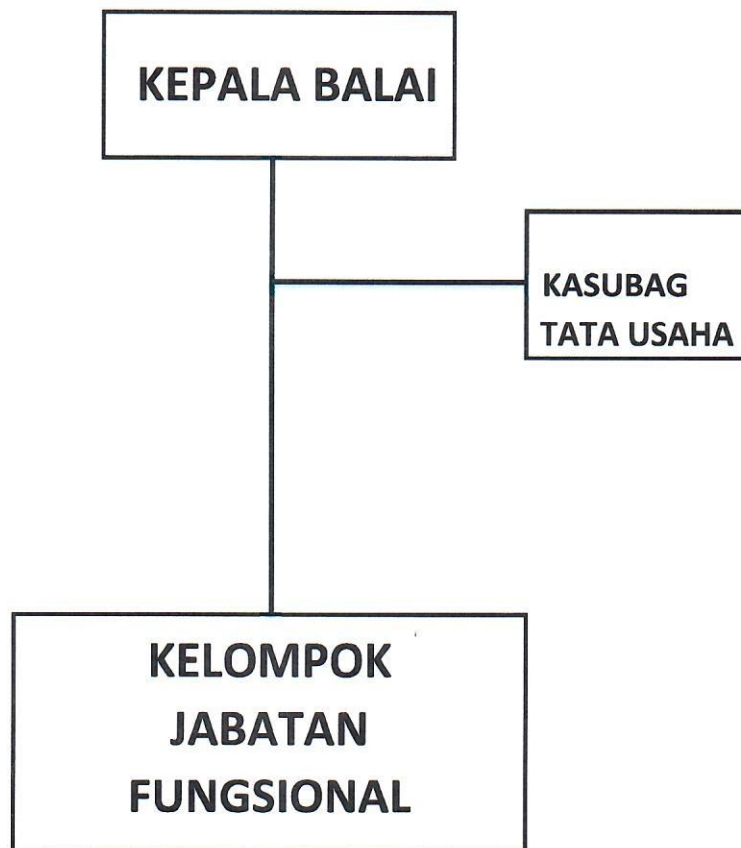 KEPALA BALAI
KASUBAG
TATA USAHA
KELOMPOK
JABATAN
FUNGSIONAL